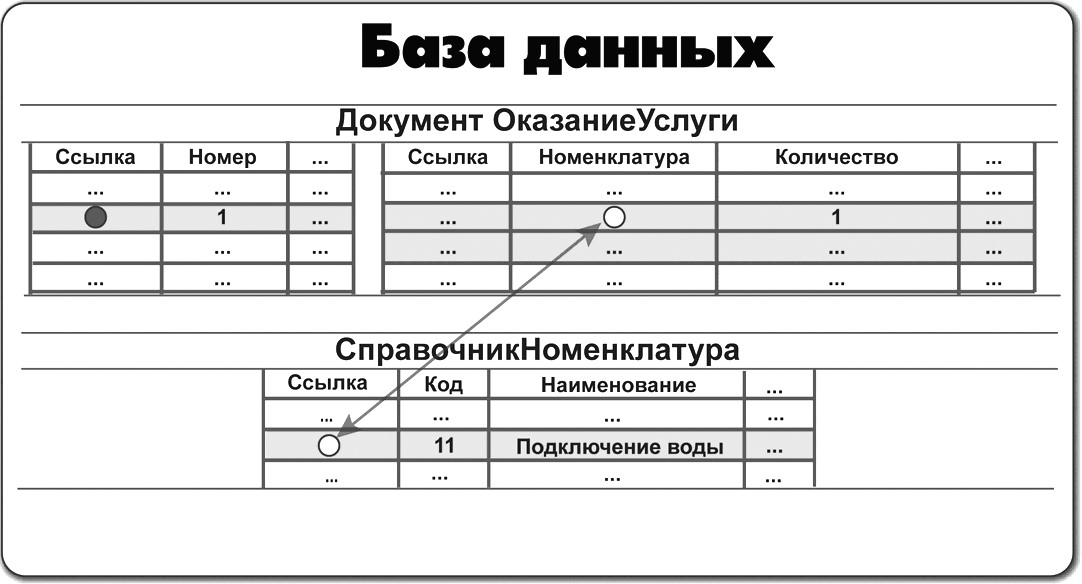 База данных
Документ ОказаниеУслуги
Ссылка Номер ... Ссылка Номенклатура Количество ...
... ... ... ... ... ... ...
1 ... ... 1 ...
... ... ... ... ... ... ...
... ... ... ... ... ... ...
СправочникНоменклатура
Ссылка Код Наименование ...
... ... ... ...
11 Подключение воды ...
... ... ... ...